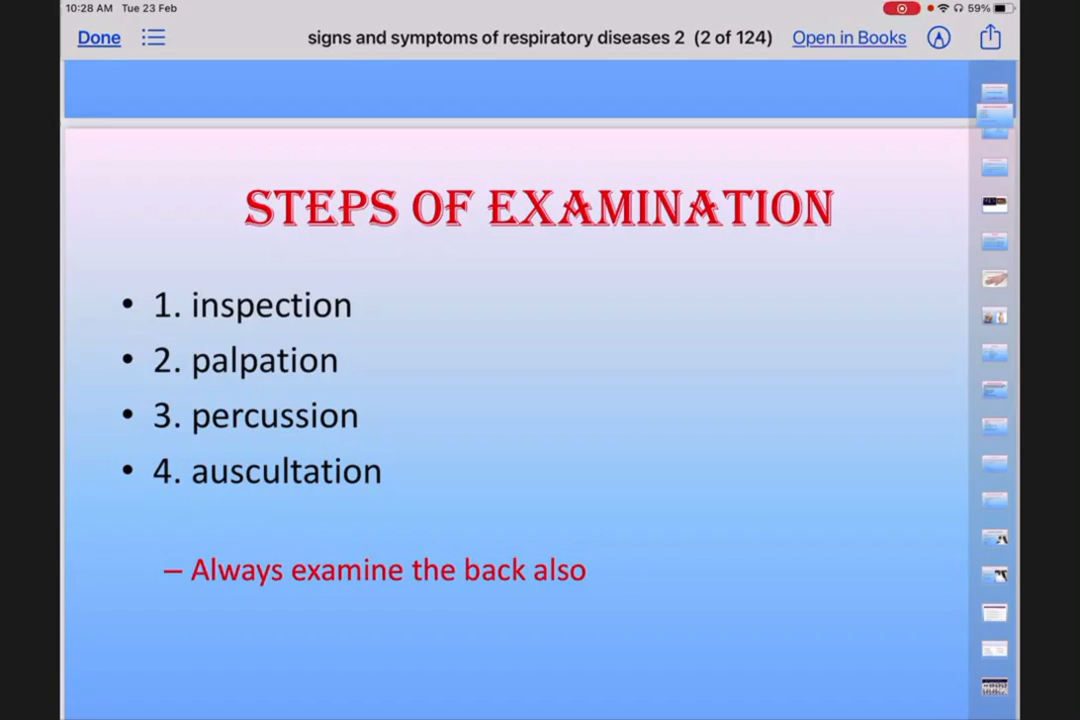 10:28 AM Tue 23 Feb 59%
Done signs and symptoms of respiratory diseases 2 (2 of 124) Open in Books
STEPS OF EXAMINATION
• 1. inspection
• 2. palpation
• 3. percussion
• 4. auscultation
– Always examine the back also